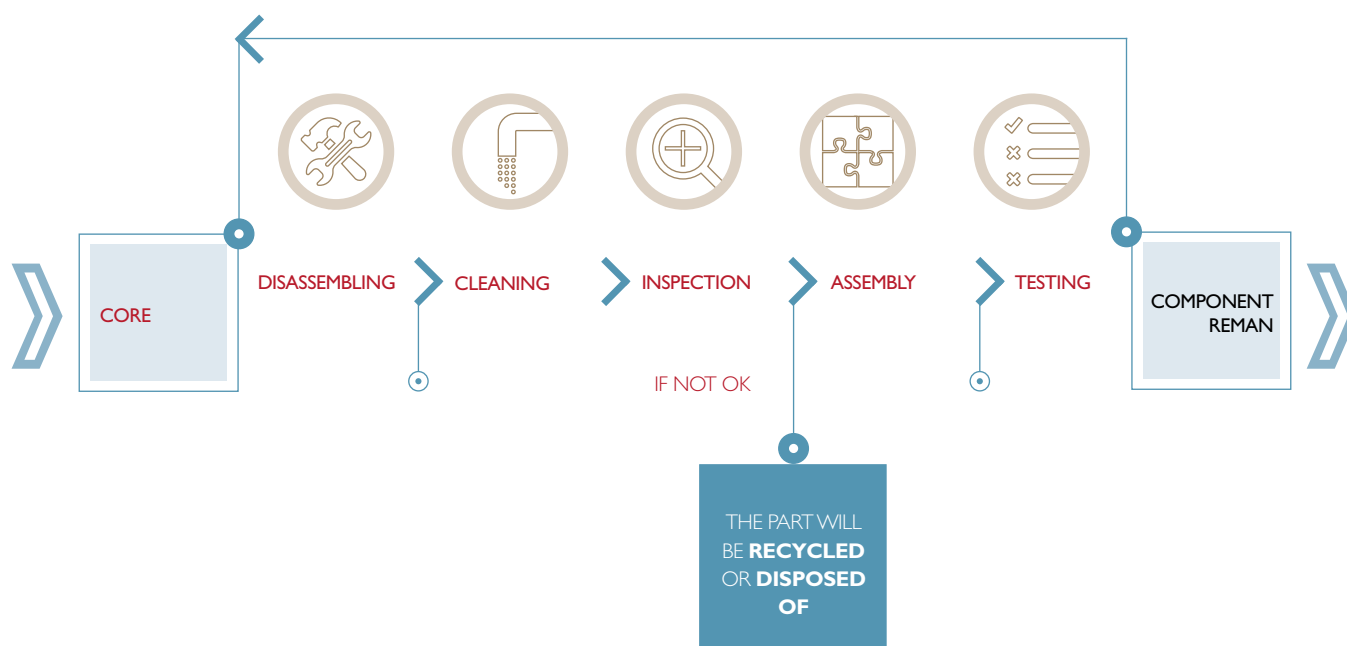 DISASSEMBLING
CLEANING
INSPECTION
ASSEMBLY
TESTING
CORE
COMPONENT
REMAN
IF NOT OK
THE PART WILL
BE RECYCLED
OR DISPOSED
OF